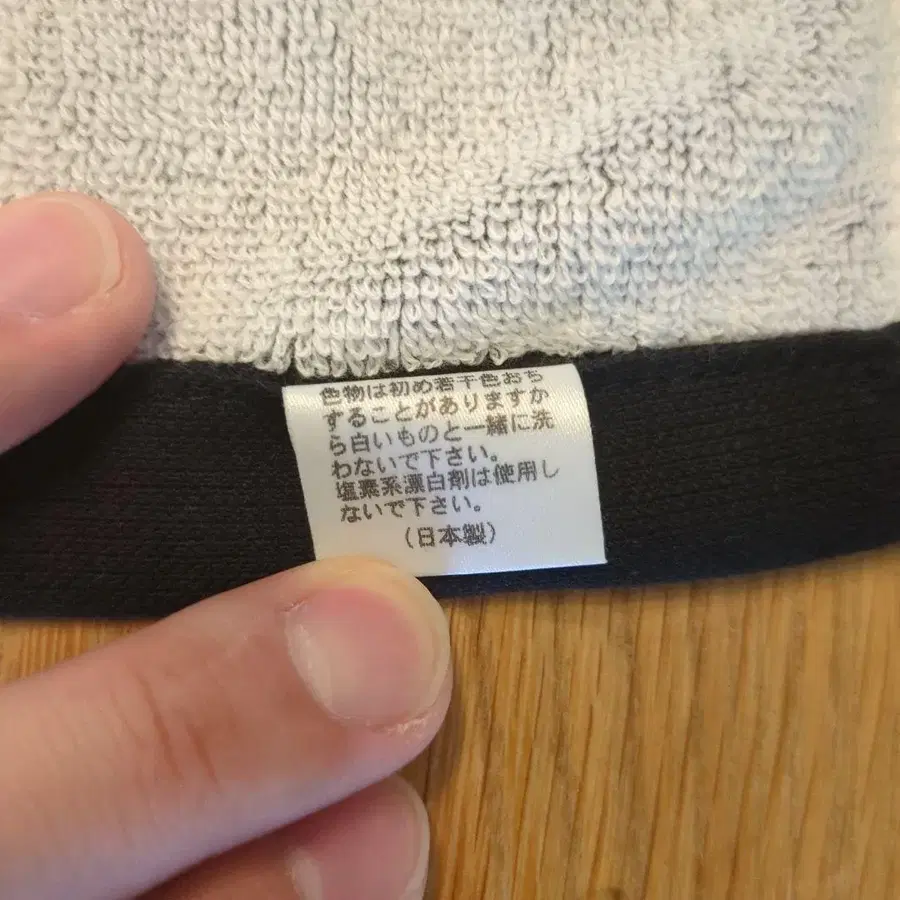 色物は初め若干色おち
することがありますか
ら白いものと一緒に洗
わないで下さい。
塩素系漂白剤は使用し
ないで下さい。
（日本製）